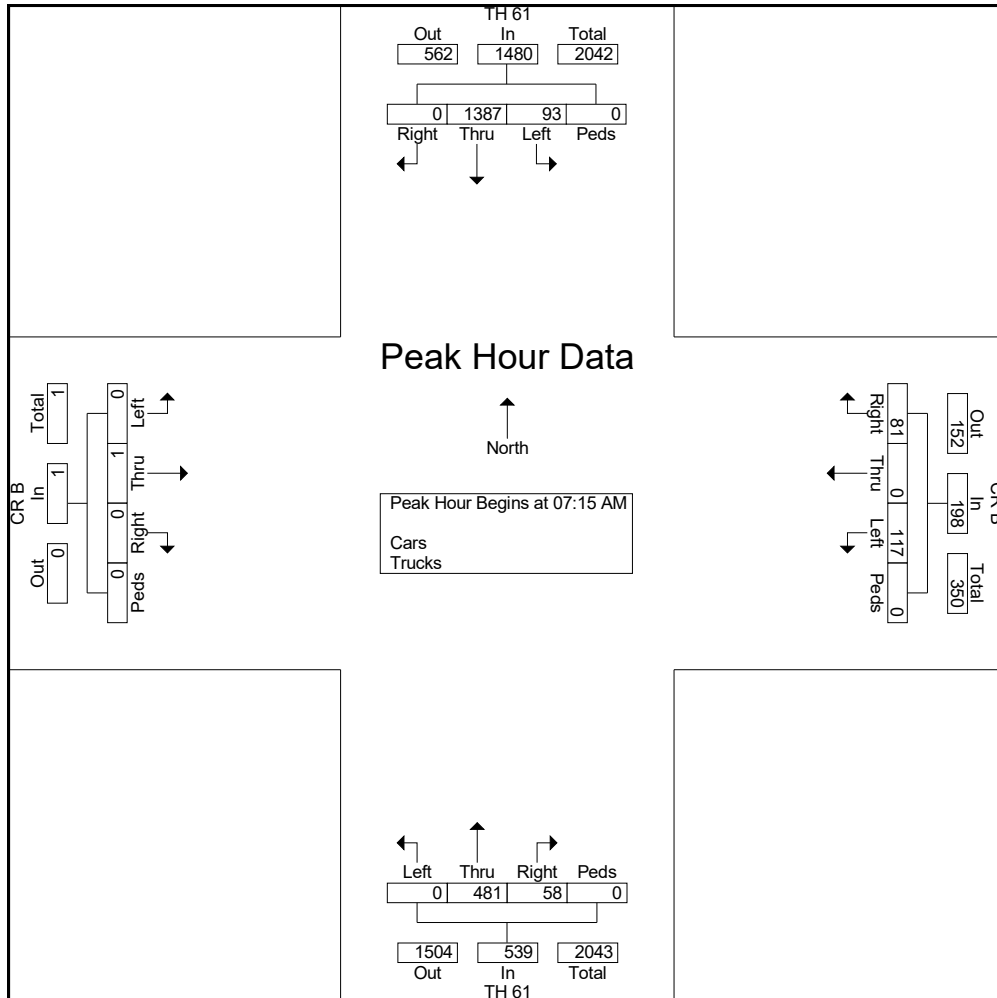 TH 61
Out In Total
562 1480 2042
0 1387 93 0
Right Thru Left Peds
Peak Hour Data
North
Peak Hour Begins at 07:15 AM
Cars
Trucks
CR B
Total In Out
1 1 0
0 1 0 0
Left Thru Right Peds
Right Thru Left Peds
81 0 117 0
152 198 350
Out In Total
CR B
Left Thru Right Peds
0 481 58 0
1504 539 2043
Out In Total
TH 61